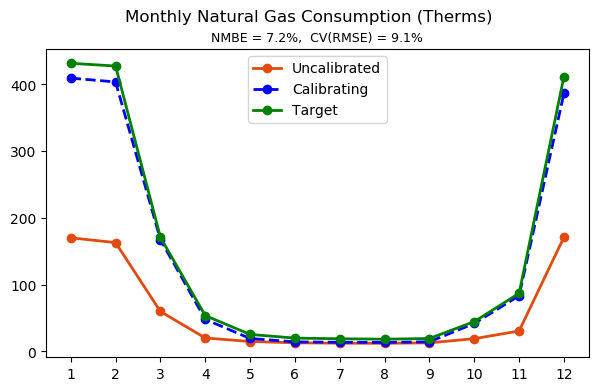 Monthly Natural Gas Consumption (Therms)
NMBE = 7.2%,  CV(RMSE) = 9.1%
Uncalibrated
Calibrating
Target
400
300
200
100
0
1 2 3 4 5 6 7 8 9 10 11 12